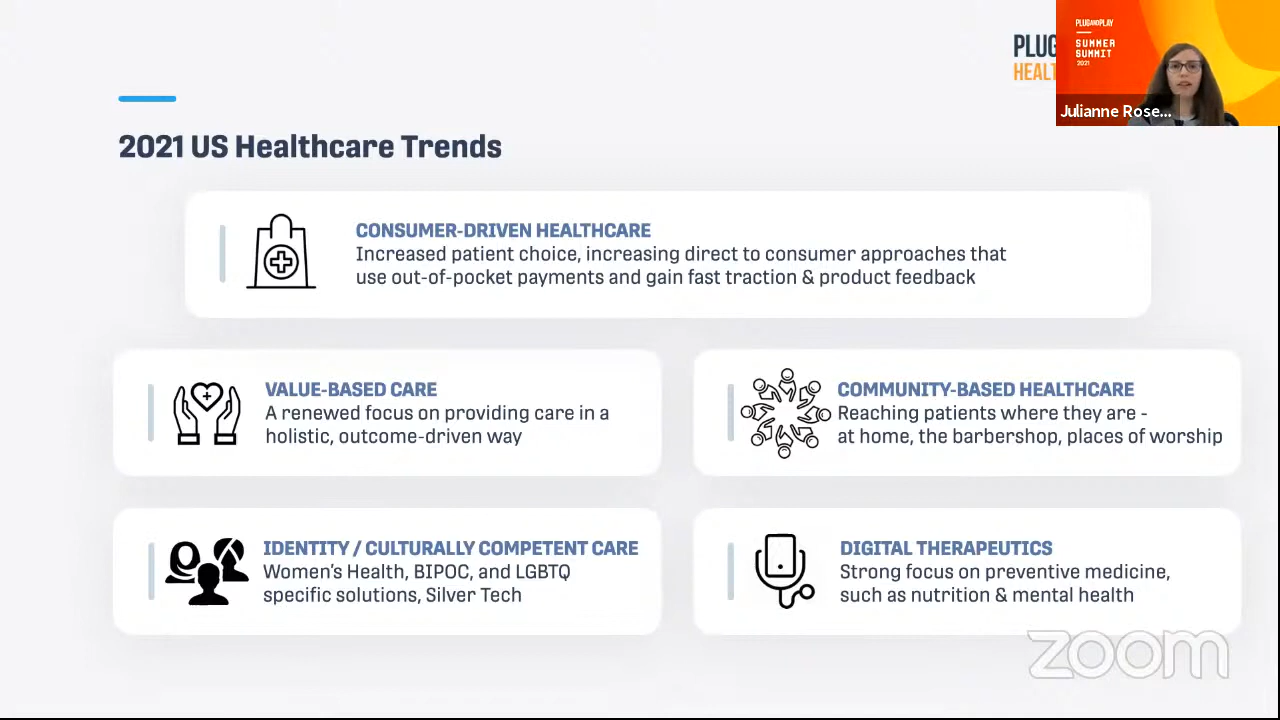 PLUG
HEALT
PLUGANDPLAY
SUMMER
SUMMIT
2021
Julianne Rose...
2021 US Healthcare Trends
CONSUMER-DRIVEN HEALTHCARE
Increased patient choice, increasing direct to consumer approaches that
use out-of-pocket payments and gain fast traction & product feedback
VALUE-BASED CARE
A renewed focus on providing care in a
holistic, outcome-driven way
COMMUNITY-BASED HEALTHCARE
Reaching patients where they are -
at home, the barbershop, places of worship
IDENTITY / CULTURALLY COMPETENT CARE
Women's Health, BIPOC, and LGBTQ
specific solutions, Silver Tech
DIGITAL THERAPEUTICS
Strong focus on preventive medicine,
such as nutrition & mental health
zoom